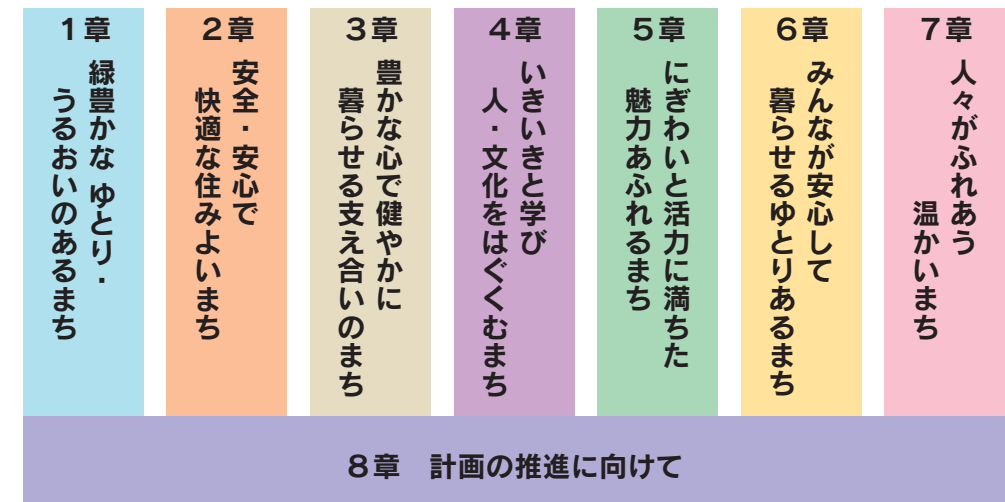 1章
緑豊かな ゆとり・
うるおいのあるまち
2章
安全・安心で
快適な住みよいまち
3章
豊かな心で健やかに
暮らせる支え合いのまち
4章
いきいきと学び
人・文化をはぐくむまち
5章
にぎわいと活力に満ちた
魅力あふれるまち
6章
みんなが安心して
暮らせるゆとりあるまち
7章
人々がふれあう
温かいまち
8章 計画の推進に向けて